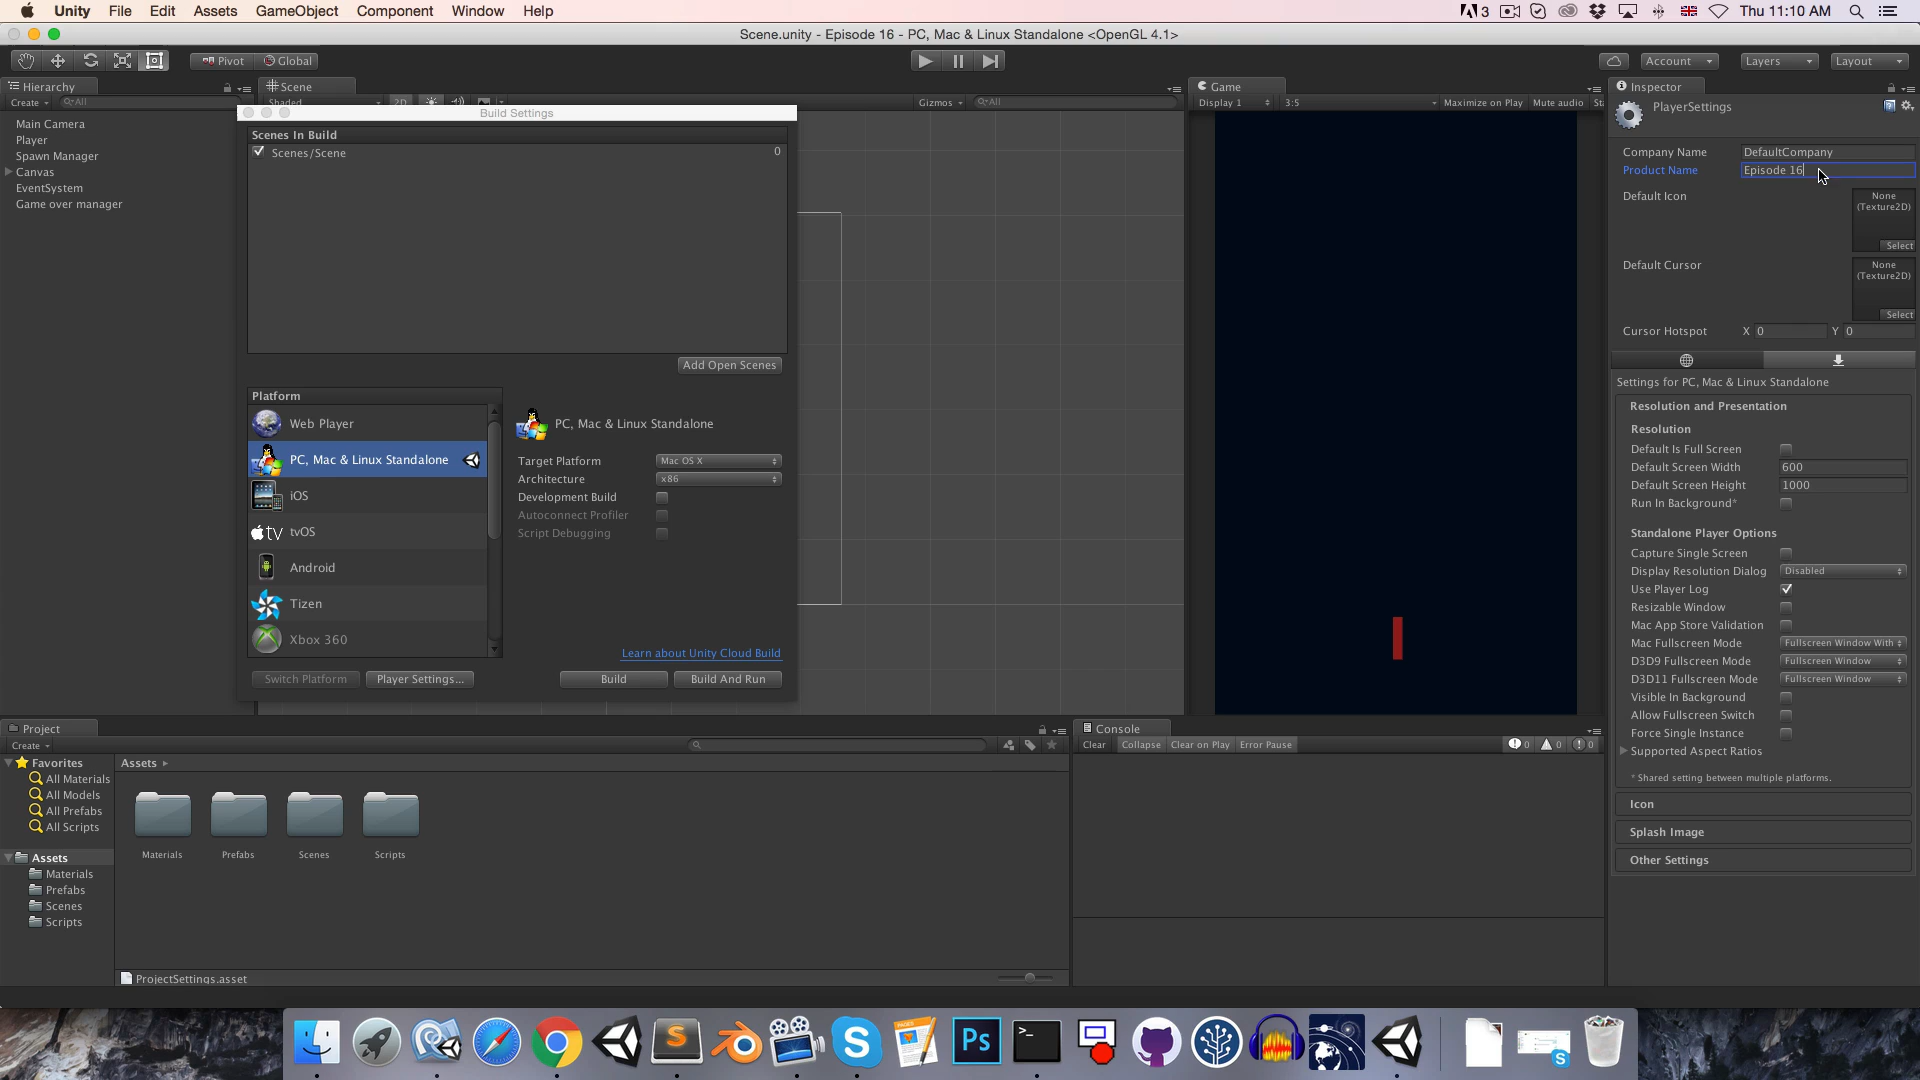 Unity File Edit Assets GameObject Component Window Help
3 Thu 11:10 AM
Scene.unity - Episode 16 - PC, Mac & Linux Standalone <OpenGL 4.1>
Pivot Global Account Layers Layout
Hierarchy
Create All
Main Camera
Player
Spawn Manager
Canvas
EventSystem
Game over manager
Scene
Shaded 2D Gizmos All
Build Settings
Scenes In Build
Scenes/Scene 0
Add Open Scenes
Platform
Web Player
PC, Mac & Linux Standalone
iOS
tv tvOS
Android
Tizen
Xbox 360
PC, Mac & Linux Standalone
Target Platform Mac OS X
Architecture x86
Development Build
Autoconnect Profiler
Script Debugging
Learn about Unity Cloud Build
Switch Platform Player Settings... Build Build And Run
Game
Display 1 3:5 Maximize on Play Mute audio St
Inspector
PlayerSettings
Company Name DefaultCompany
Product Name Episode 16
Default Icon None
(Texture2D)
Select
Default Cursor None
(Texture2D)
Select
Cursor Hotspot X 0 Y 0
Settings for PC, Mac & Linux Standalone
Resolution and Presentation
Resolution
Default Is Full Screen
Default Screen Width 600
Default Screen Height 1000
Run In Background*
Standalone Player Options
Capture Single Screen
Display Resolution Dialog Disabled
Use Player Log
Resizable Window
Mac App Store Validation
Mac Fullscreen Mode Fullscreen Window With
D3D9 Fullscreen Mode Fullscreen Window
D3D11 Fullscreen Mode Fullscreen Window
Visible In Background
Allow Fullscreen Switch
Force Single Instance
Supported Aspect Ratios
* Shared setting between multiple platforms.
Icon
Splash Image
Other Settings
Project
Create
Favorites
All Materials
All Models
All Prefabs
All Scripts
Assets
Materials
Prefabs
Scenes
Scripts
Assets
Materials Prefabs Scenes Scripts
ProjectSettings.asset
Console
Clear Collapse Clear on Play Error Pause 0 0 0
Ps